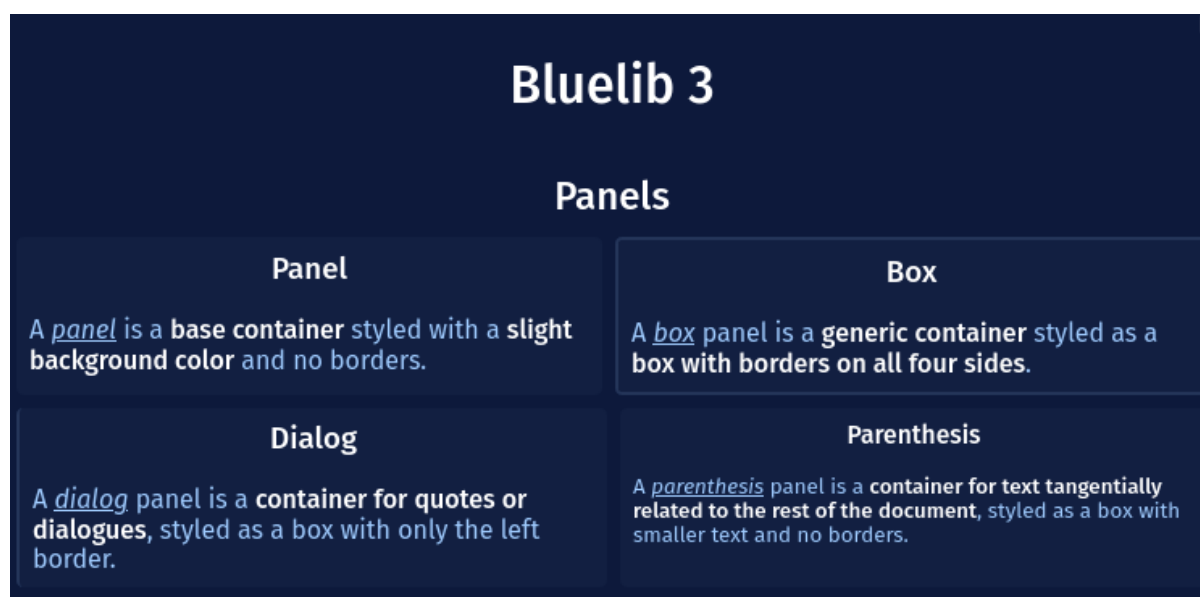 Bluelib 3
Panels
Panel
A panel is a base container styled with a slight
background color and no borders.
Box
A box panel is a generic container styled as a
box with borders on all four sides.
Dialog
A dialog panel is a container for quotes or
dialogues, styled as a box with only the left
border.
Parenthesis
A parenthesis panel is a container for text tangentially
related to the rest of the document, styled as a box with
smaller text and no borders.